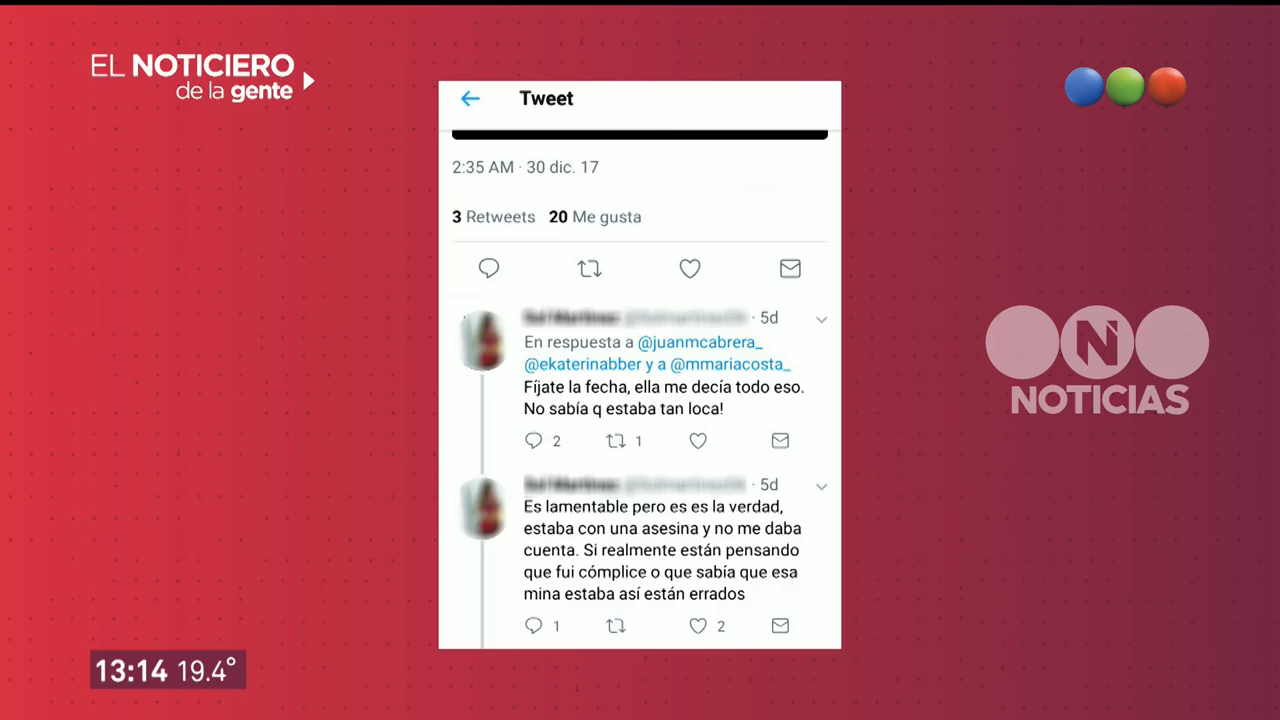 EL NOTICIERO
de la gente
Tweet
2:35 AM · 30 dic. 17
3 Retweets 20 Me gusta
· 5d
En respuesta a @juanmcabrera_
@ekaterinabber y a @mmariacosta_
Fíjate la fecha, ella me decía todo eso.
No sabía q estaba tan loca!
2 1
· 5d
Es lamentable pero es es la verdad,
estaba con una asesina y no me daba
cuenta. Si realmente están pensando
que fui cómplice o que sabía que esa
mina estaba así están errados
1 2
N
NOTICIAS
13:14 19.4°